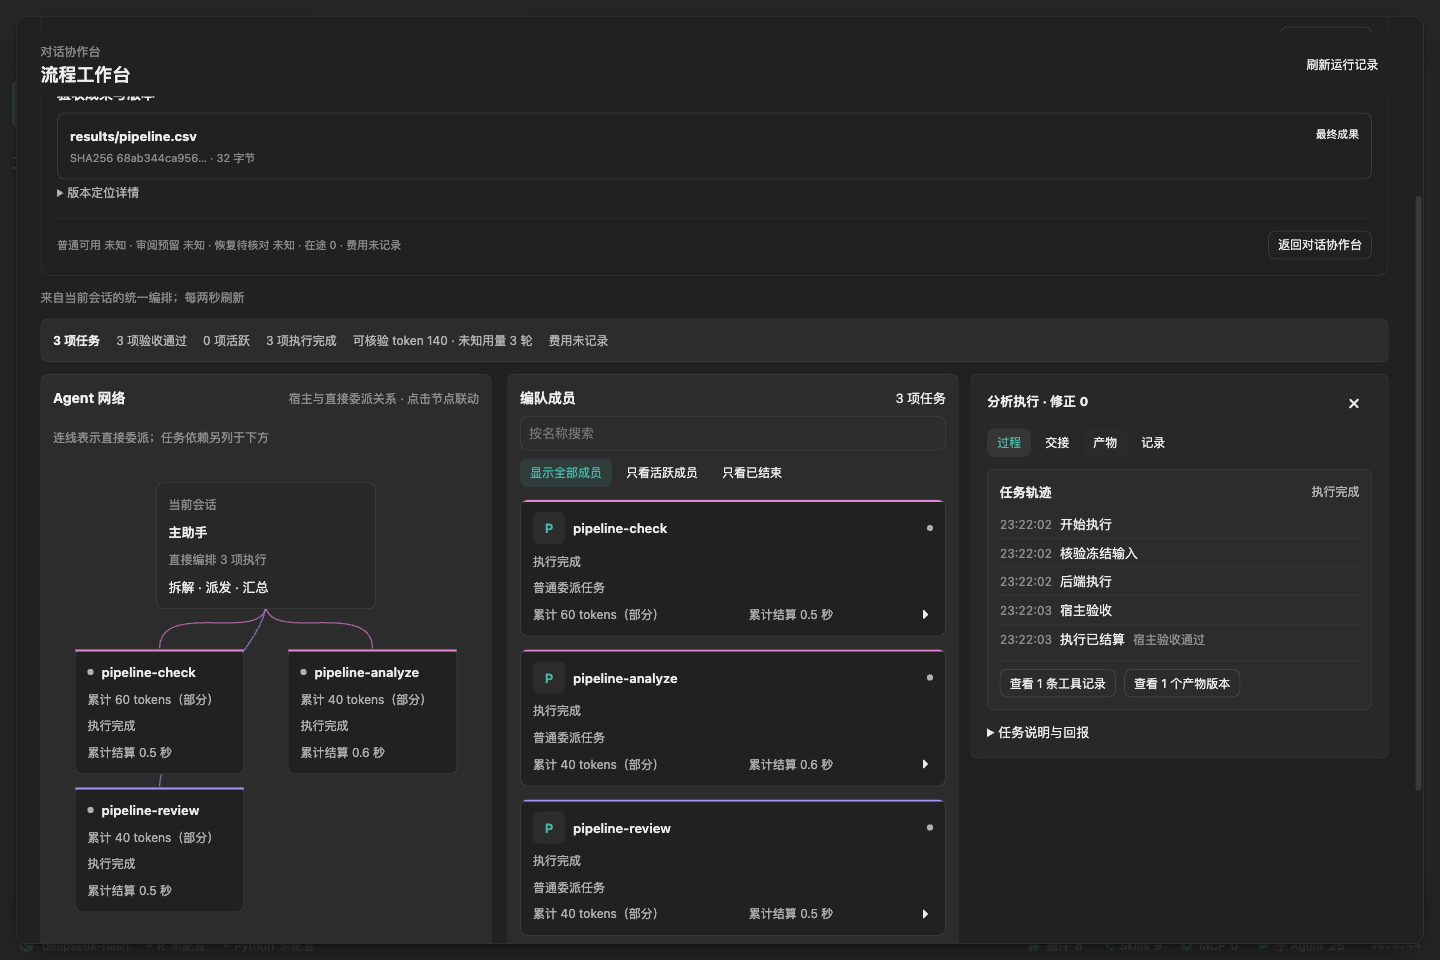 对话协作台
流程工作台
刷新运行记录
results/pipeline.csv
最终成果
SHA256 68ab344ca956... · 32 字节
版本定位详情
普通可用 未知 · 审阅预留 未知 · 恢复待核对 未知 · 在途 0 · 费用未记录
返回对话协作台
来自当前会话的统一编排；每两秒刷新
3 项任务 3 项验收通过 0 项活跃 3 项执行完成 可核验 token 140 · 未知用量 3 轮 费用未记录
Agent 网络
宿主与直接委派关系 · 点击节点联动
连线表示直接委派；任务依赖另列于下方
当前会话
主助手
直接编排 3 项执行
拆解 · 派发 · 汇总
pipeline-check
累计 60 tokens（部分）
执行完成
累计结算 0.5 秒
pipeline-analyze
累计 40 tokens（部分）
执行完成
累计结算 0.6 秒
pipeline-review
累计 40 tokens（部分）
执行完成
累计结算 0.5 秒
编队成员
3 项任务
按名称搜索
显示全部成员 只看活跃成员 只看已结束
P pipeline-check
执行完成
普通委派任务
累计 60 tokens（部分） 累计结算 0.5 秒
P pipeline-analyze
执行完成
普通委派任务
累计 40 tokens（部分） 累计结算 0.6 秒
P pipeline-review
执行完成
普通委派任务
累计 40 tokens（部分） 累计结算 0.5 秒
分析执行 · 修正 0
过程 交接 产物 记录
任务轨迹
执行完成
23:22:02 开始执行
23:22:02 核验冻结输入
23:22:02 后端执行
23:22:03 宿主验收
23:22:03 执行已结算 宿主验收通过
查看 1 条工具记录 查看 1 个产物版本
任务说明与回报